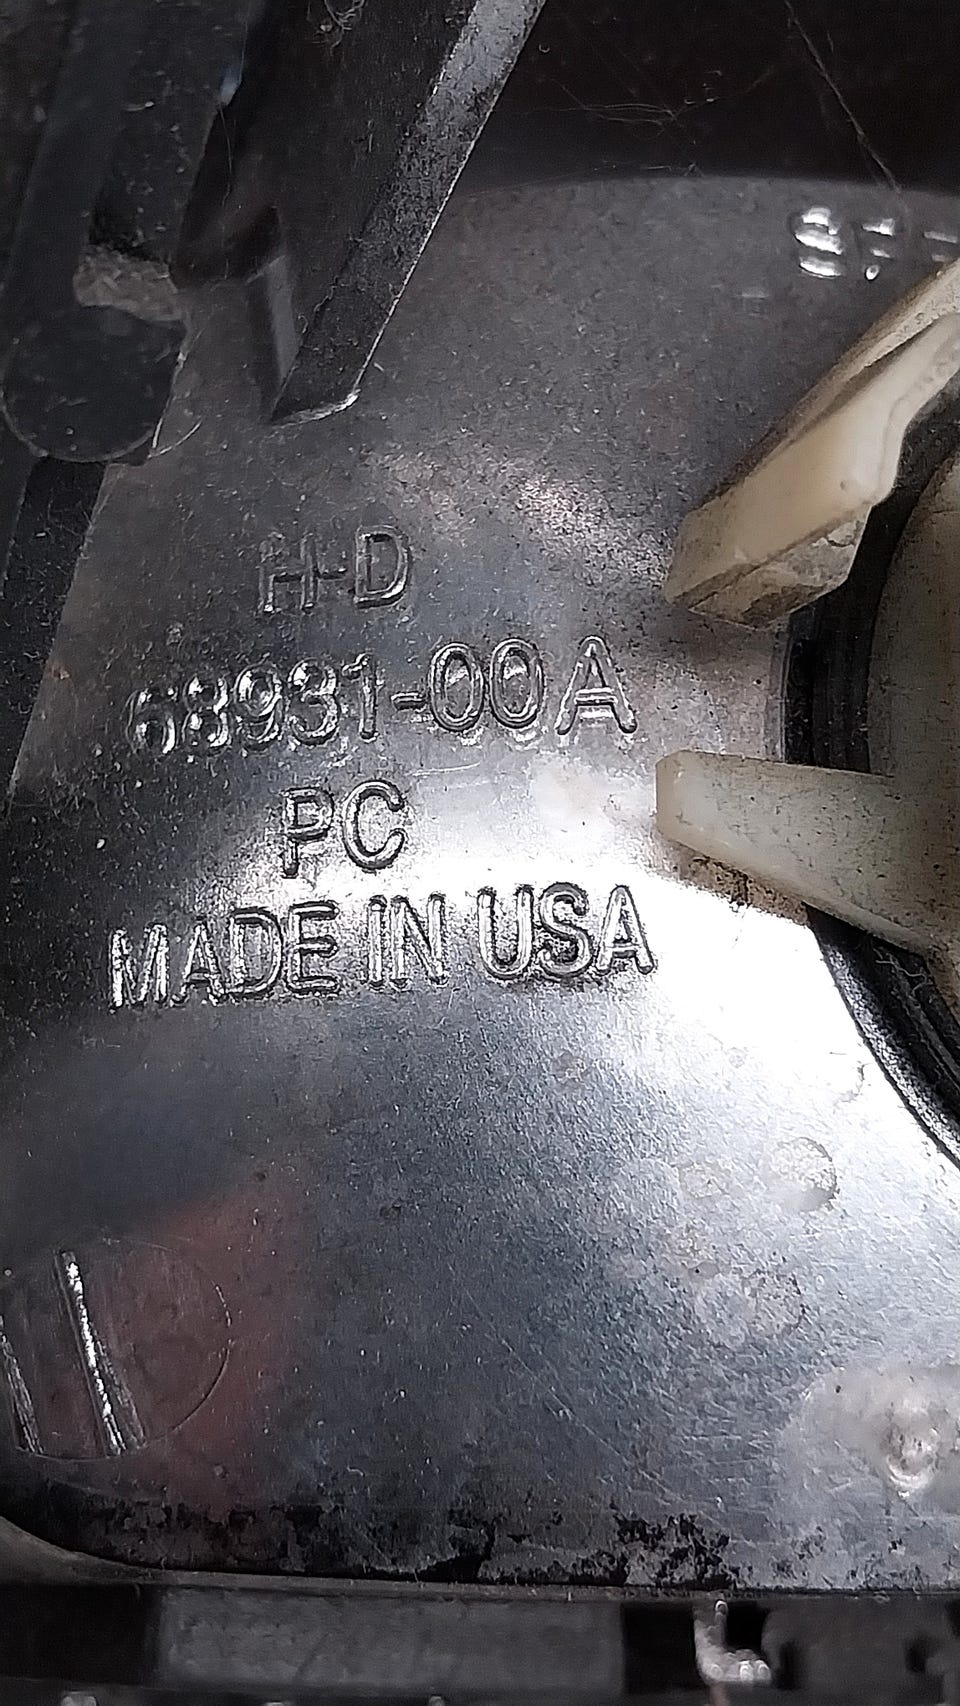 H-D
68931-00A
PC
MADE IN USA